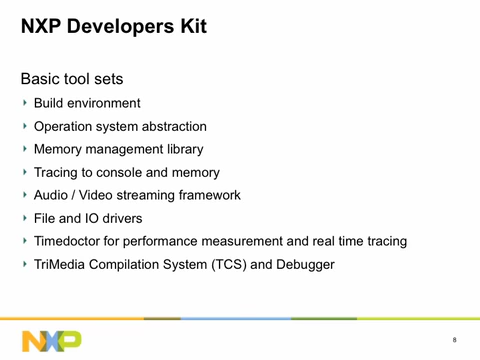 NXP Developers Kit
Basic tool sets
Build environment
Operation system abstraction
Memory management library
Tracing to console and memory
Audio / Video streaming framework
File and IO drivers
Timedoctor for performance measurement and real time tracing
TriMedia Compilation System (TCS) and Debugger
NXP
8